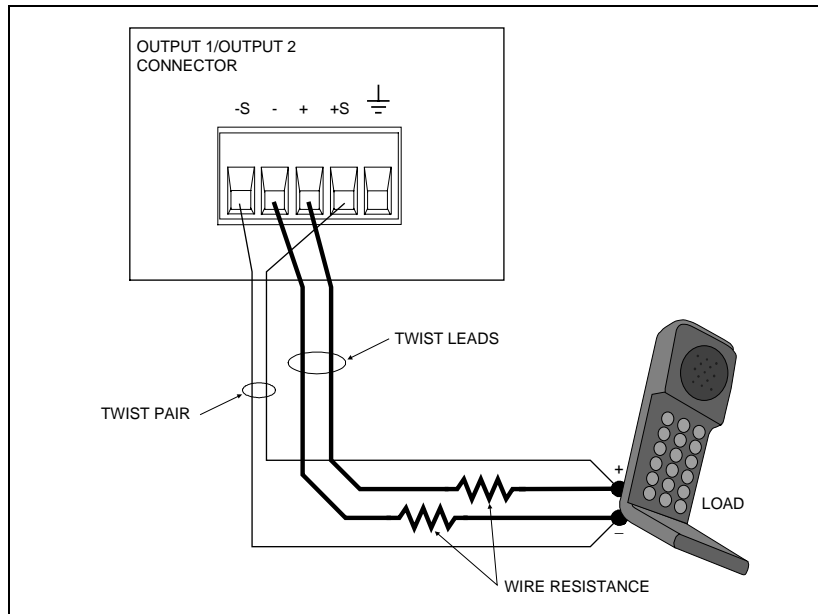 OUTPUT 1/OUTPUT 2
CONNECTOR
-S - + +S
TWIST LEADS
TWIST PAIR
+
LOAD
–
WIRE RESISTANCE